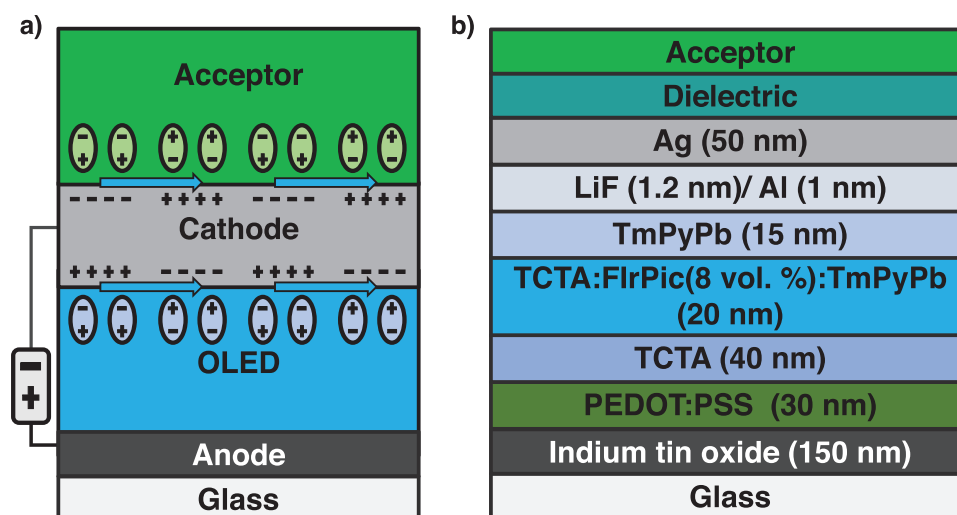 a)
Acceptor
- - - - + + + + - - - - + + + +
Cathode
+ + + + - - - - + + + + - - - -
OLED
-
+
Anode
Glass
b)
Acceptor
Dielectric
Ag (50 nm)
LiF (1.2 nm)/ Al (1 nm)
TmPyPb (15 nm)
TCTA:FIrPic(8 vol. %):TmPyPb
(20 nm)
TCTA (40 nm)
PEDOT:PSS (30 nm)
Indium tin oxide (150 nm)
Glass